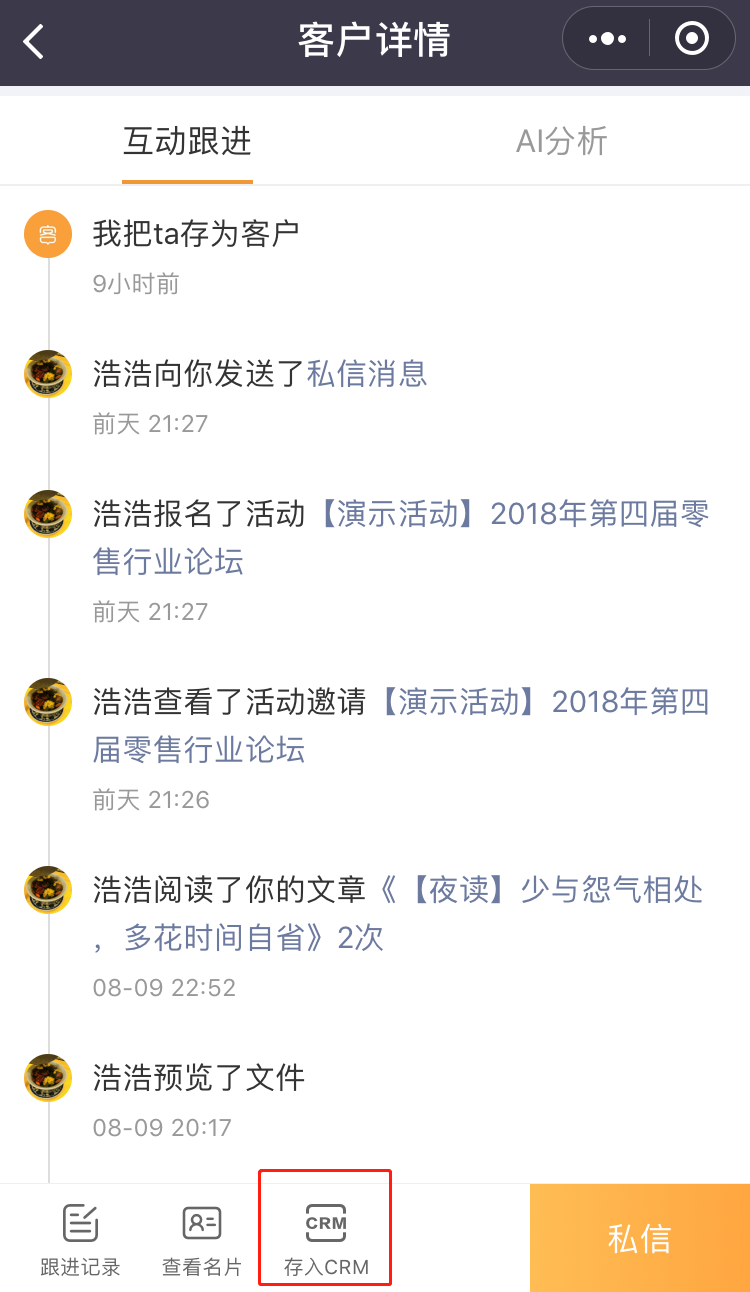 客户详情
互动跟进
AI分析
我把ta存为客户
9小时前
浩浩向你发送了私信消息
前天 21:27
浩浩报名了活动【演示活动】2018年第四届零
售行业论坛
前天 21:27
浩浩查看了活动邀请【演示活动】2018年第四
届零售行业论坛
前天 21:26
浩浩阅读了你的文章《【夜读】少与怨气相处
，多花时间自省》2次
08-09 22:52
浩浩预览了文件
08-09 20:17
CRM
跟进记录
查看名片
存入CRM
私信